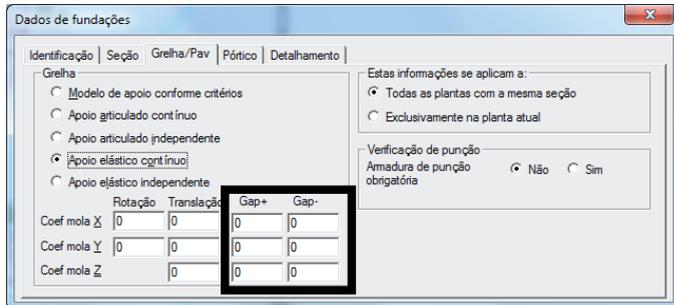 Dados de fundações
Identificação Seção Grelha/Pav Pórtico Detalhamento
Grelha
Modelo de apoio conforme critérios
Apoio articulado contínuo
Apoio articulado independente
Apoio elástico contínuo
Apoio elástico independente
Rotação Translação Gap+ Gap-
Coef mola X 0 0 0 0
Coef mola Y 0 0 0 0
Coef mola Z 0 0 0
Estas informações se aplicam a:
Todas as plantas com a mesma seção
Exclusivamente na planta atual
Verificação de punção
Armadura de punção obrigatória Não Sim